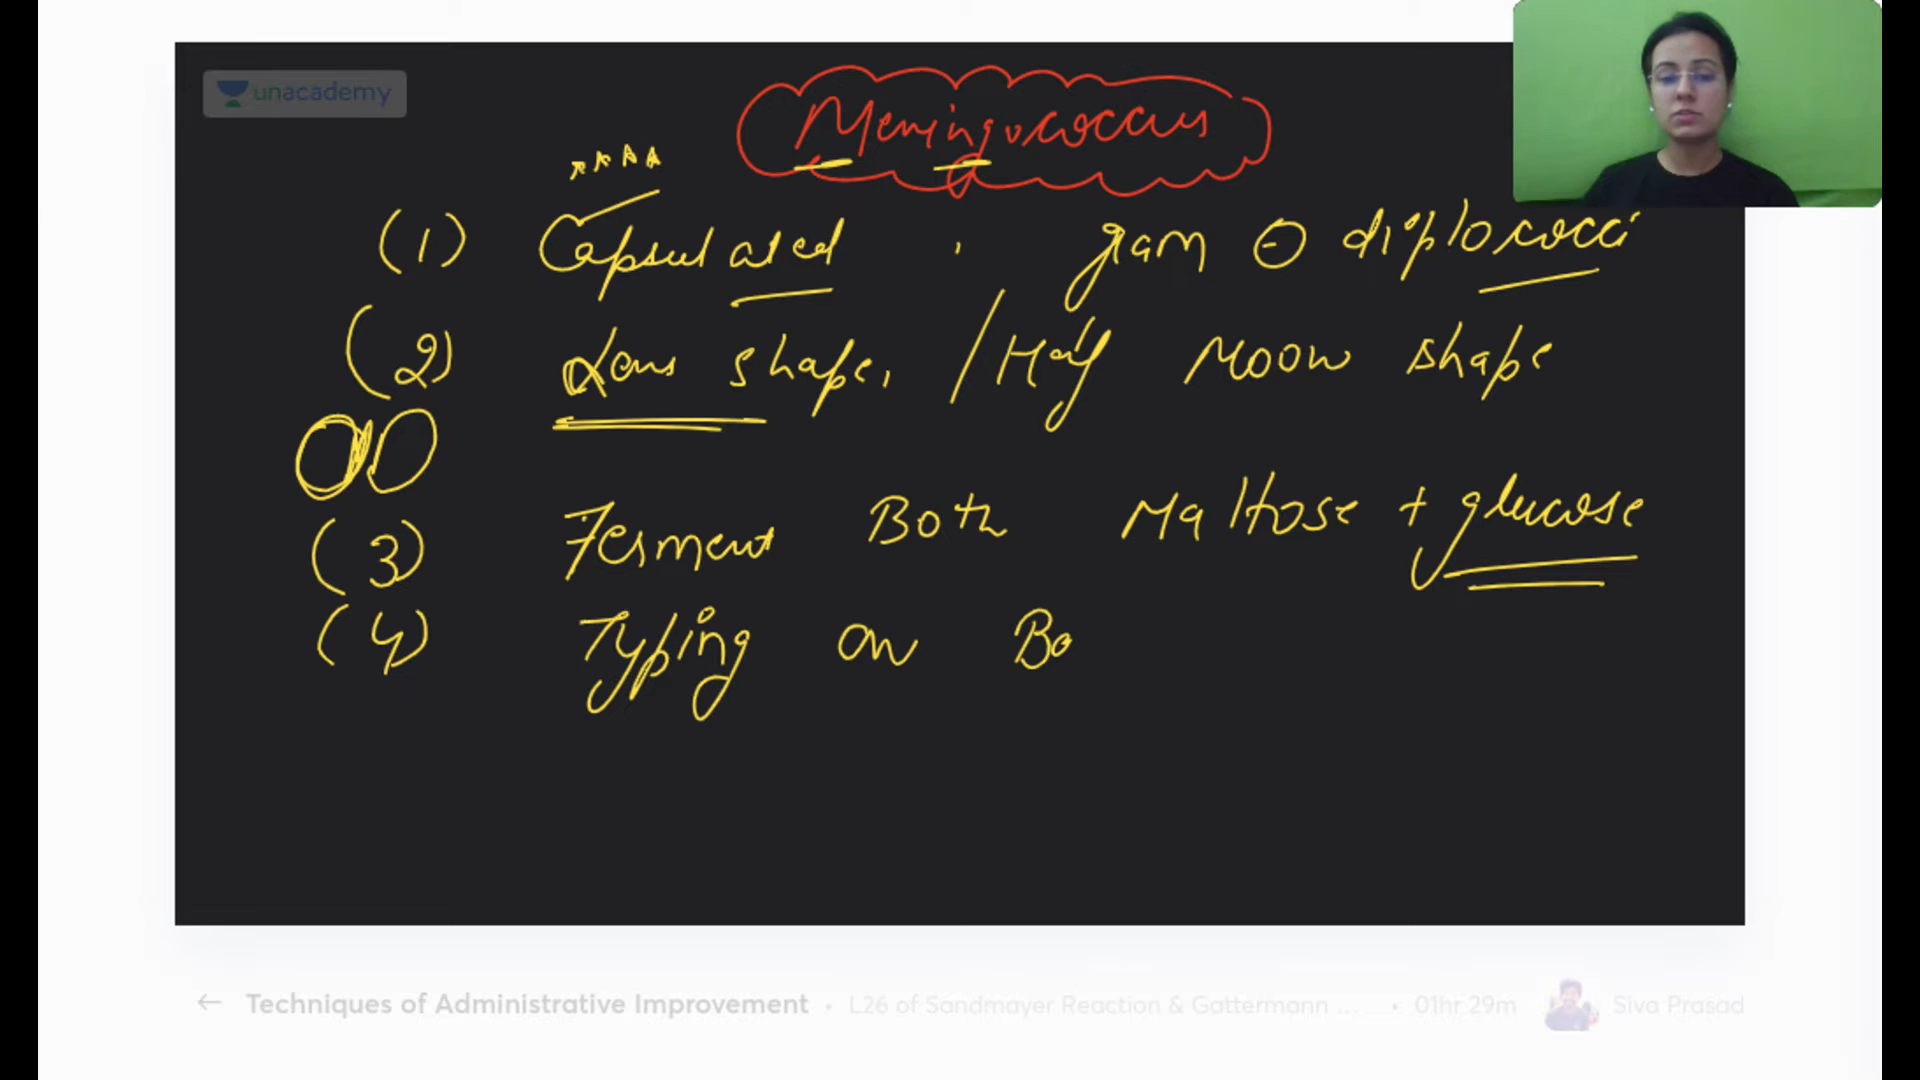 unacademy
Meningococcus
(1) Capsulated , gram ⊖ diplococci
(2) Lens shape, / Half Moon shape
(3) Ferment Both Maltose + glucose
(4) Typing on Bo
← Techniques of Administrative Improvement • L26 of Sandmayer Reaction & Gattermann ... • 01hr 29m Siva Prasad